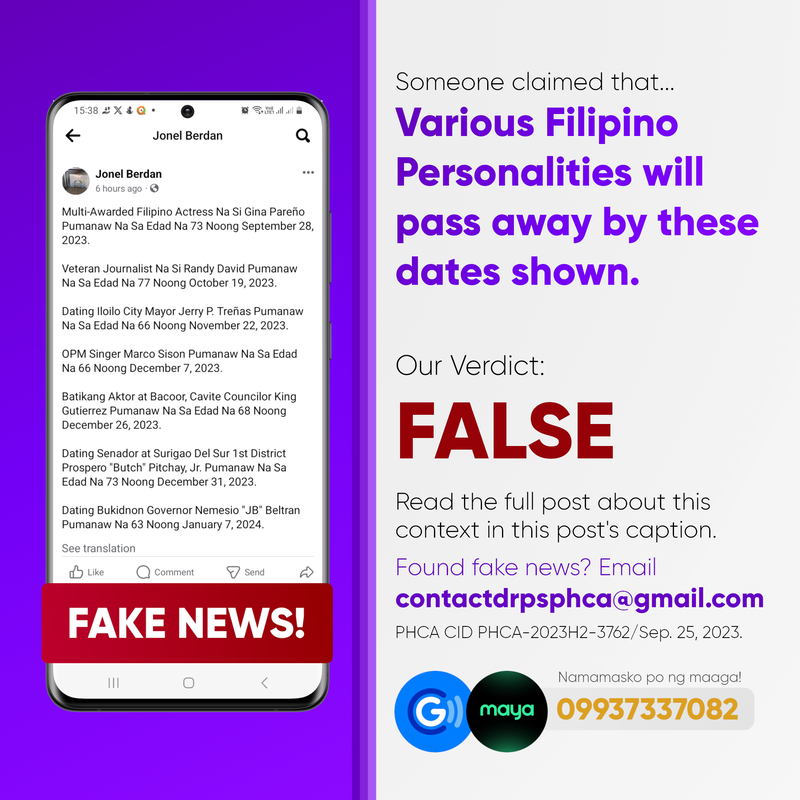 15:38
Jonel Berdan
Jonel Berdan
6 hours ago ·
Multi-Awarded Filipino Actress Na Si Gina Pareño
Pumanaw Na Sa Edad Na 73 Noong September 28,
2023.
Veteran Journalist Na Si Randy David Pumanaw
Na Sa Edad Na 77 Noong October 19, 2023.
Dating Iloilo City Mayor Jerry P. Treñas Pumanaw
Na Sa Edad Na 66 Noong November 22, 2023.
OPM Singer Marco Sison Pumanaw Na Sa Edad
Na 66 Noong December 7, 2023.
Batikang Aktor at Bacoor, Cavite Councilor King
Gutierrez Pumanaw Na Sa Edad Na 68 Noong
December 26, 2023.
Dating Senador at Surigao Del Sur 1st District
Prospero "Butch" Pitchay, Jr. Pumanaw Na Sa
Edad Na 73 Noong December 31, 2023.
Dating Bukidnon Governor Nemesio "JB" Beltran
Pumanaw Na 63 Noong January 7, 2024.
See translation
Like Comment Send
FAKE NEWS!
Someone claimed that...
Various Filipino
Personalities will
pass away by these
dates shown.
Our Verdict:
FALSE
Read the full post about this
context in this post's caption.
Found fake news? Email
contactdrpsphca@gmail.com
PHCA CID PHCA-2023H2-3762/Sep. 25, 2023.
Namamasko po ng maaga!
G maya 09937337082